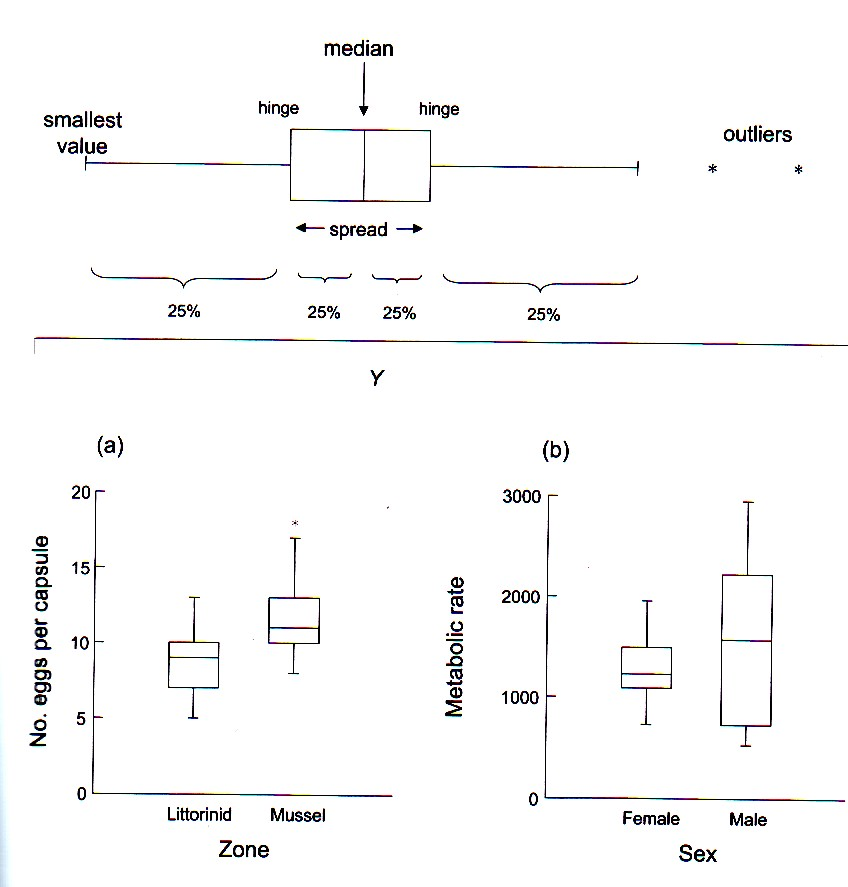 median
hinge
hinge
smallest
value
outliers
* *
spread
25%
25%
25%
25%
Y
(a)
20
15
10
5
0
No. eggs per capsule
*
Littorinid
Mussel
Zone
(b)
3000
2000
1000
0
Metabolic rate
Female
Male
Sex